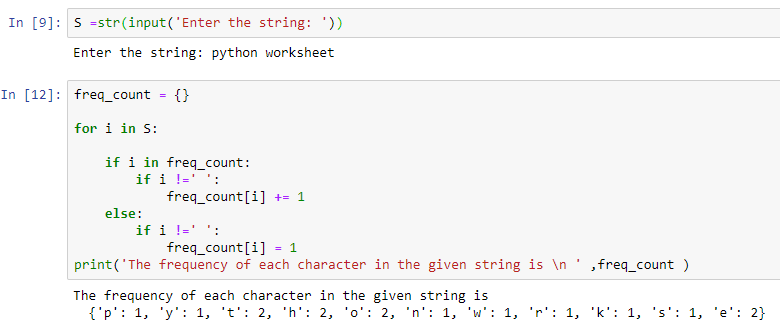 In [9]: S =str(input('Enter the string: '))
Enter the string: python worksheet
In [12]: freq_count = {}
for i in S:
    if i in freq_count:
        if i !=' ':
            freq_count[i] += 1
    else:
        if i !=' ':
            freq_count[i] = 1
print('The frequency of each character in the given string is \n ' ,freq_count )
The frequency of each character in the given string is
  {'p': 1, 'y': 1, 't': 2, 'h': 2, 'o': 2, 'n': 1, 'w': 1, 'r': 1, 'k': 1, 's': 1, 'e': 2}